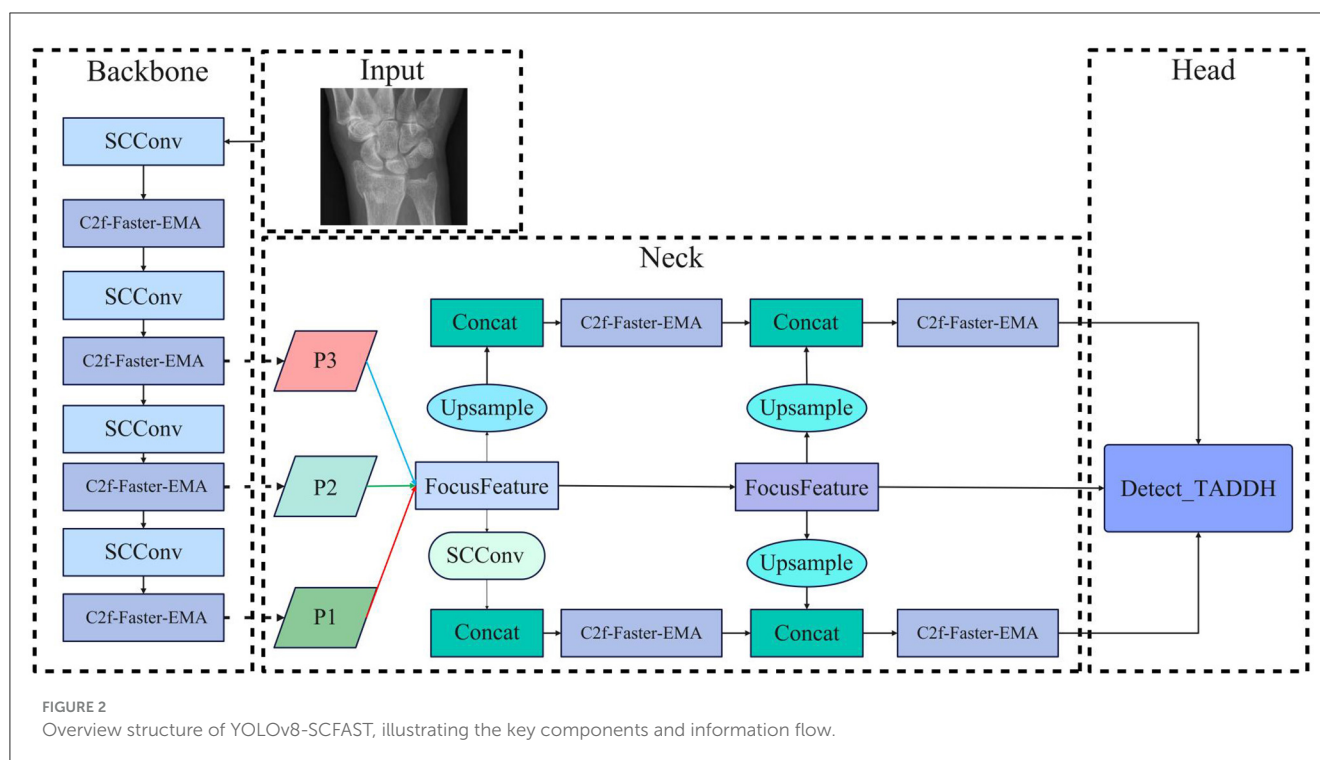 Backbone
SCConv
C2f-Faster-EMA
SCConv
C2f-Faster-EMA
SCConv
C2f-Faster-EMA
SCConv
C2f-Faster-EMA
Input
Neck
P3
P2
P1
Concat
C2f-Faster-EMA
Concat
C2f-Faster-EMA
Upsample
Upsample
FocusFeature
FocusFeature
SCConv
Upsample
Concat
C2f-Faster-EMA
Concat
C2f-Faster-EMA
Head
Detect_TADDH
FIGURE 2
Overview structure of YOLOv8-SCFAST, illustrating the key components and information flow.